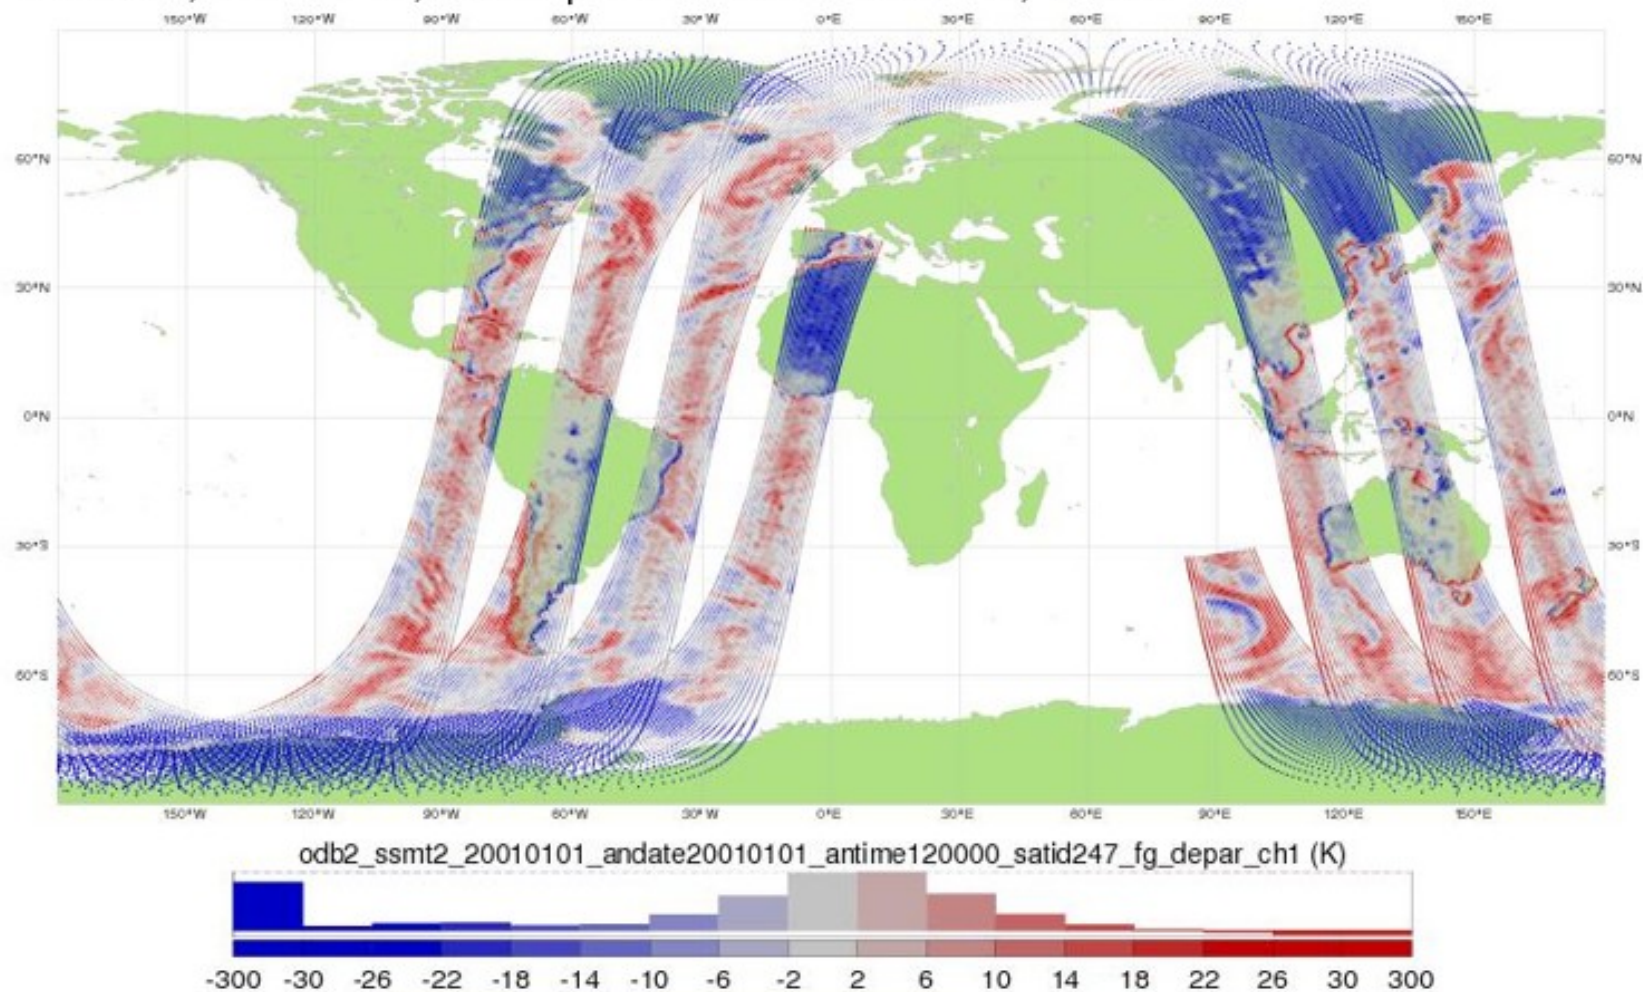 150°W 120°W 90°W 60°W 30°W 0°E 30°E 60°E 90°E 120°E 150°E
60°N 60°N
30°N 30°N
0°N 0°N
30°S 30°S
60°S 60°S
150°W 120°W 90°W 60°W 30°W 0°E 30°E 60°E 90°E 120°E 150°E
odb2_ssmt2_20010101_andate20010101_antime120000_satid247_fg_depar_ch1 (K)
-300 -30 -26 -22 -18 -14 -10 -6 -2 2 6 10 14 18 22 26 30 300